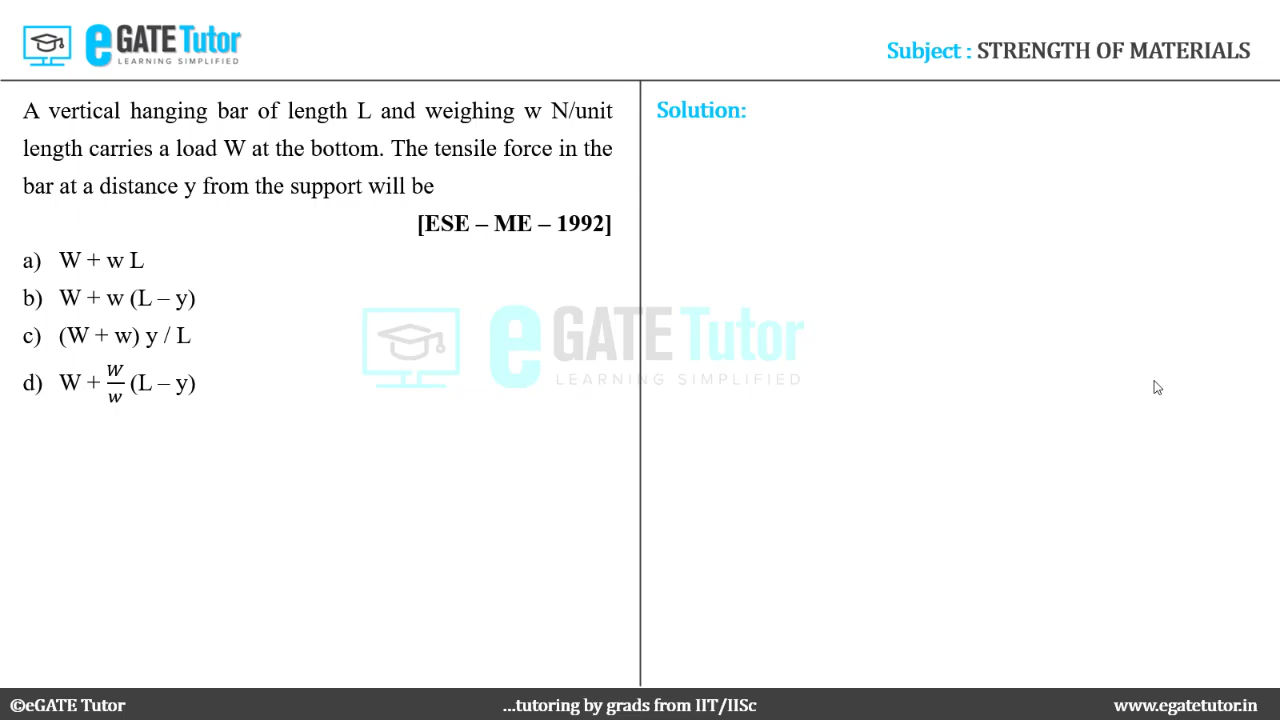 eGATE Tutor
LEARNING SIMPLIFIED
Subject : STRENGTH OF MATERIALS
A vertical hanging bar of length L and weighing w N/unit
length carries a load W at the bottom. The tensile force in the
bar at a distance y from the support will be
[ESE – ME – 1992]
a) W + w L
b) W + w (L – y)
c) (W + w) y / L
d) W + W/w (L – y)
Solution:
eGATE Tutor
LEARNING SIMPLIFIED
©eGATE Tutor
...tutoring by grads from IIT/IISc
www.egatetutor.in